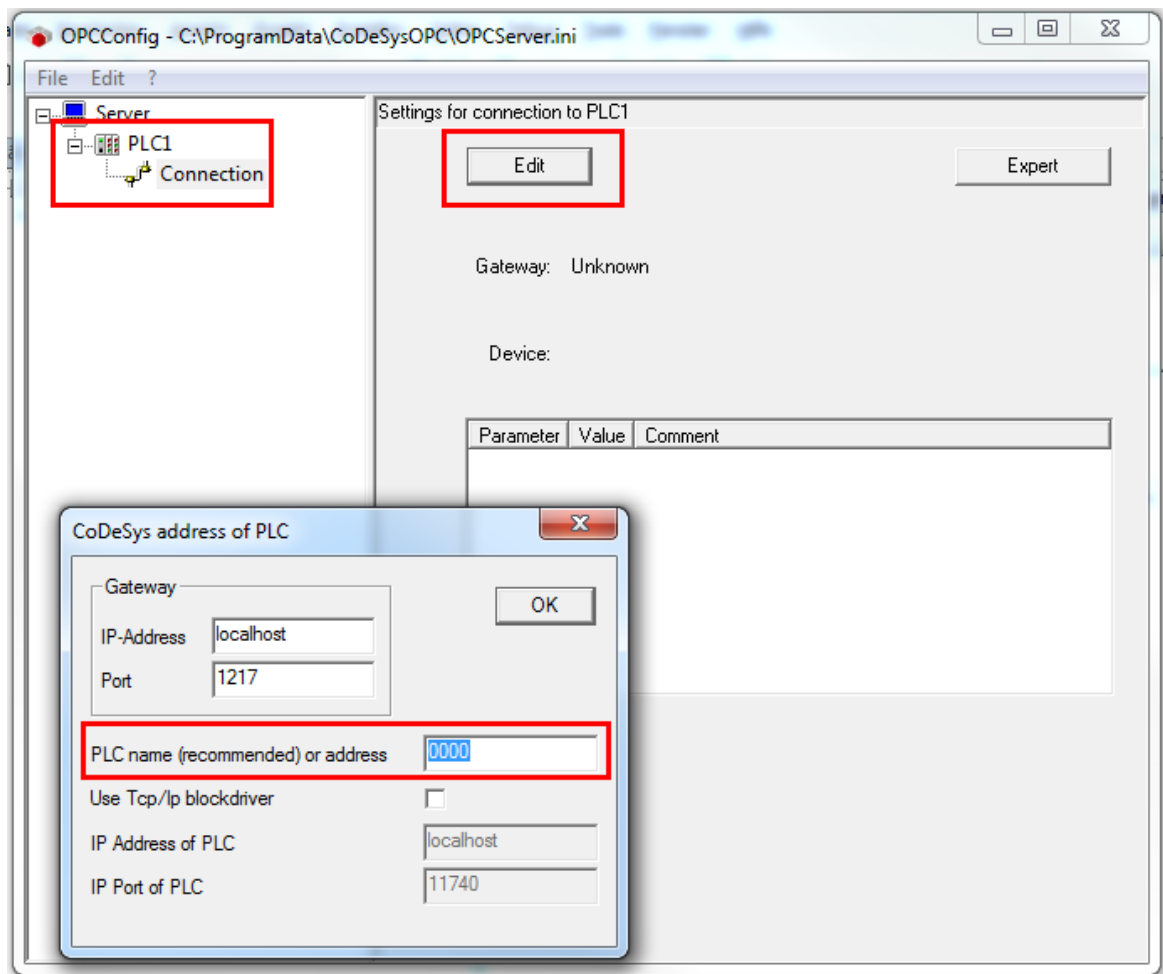 OPCConfig - C:\ProgramData\CoDeSysOPC\OPCServer.ini
File Edit ?
Server
PLC1
Connection
Settings for connection to PLC1
Edit
Expert
Gateway: Unknown
Device:
Parameter Value Comment
CoDeSys address of PLC
Gateway
OK
IP-Address localhost
Port 1217
PLC name (recommended) or address 0000
Use Tcp/Ip blockdriver
IP Address of PLC localhost
IP Port of PLC 11740